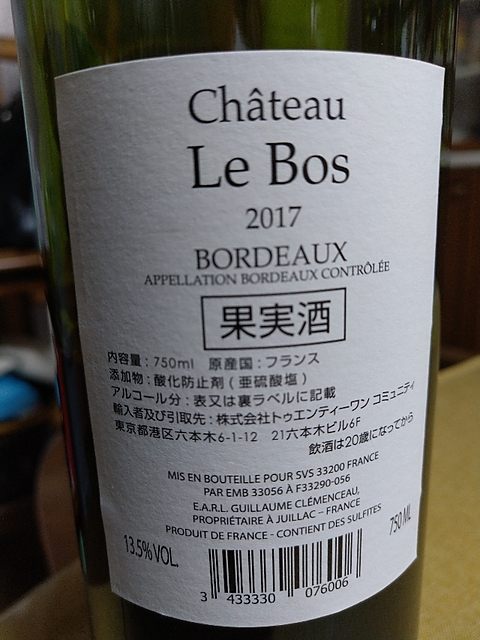 Château
Le Bos
2017
BORDEAUX
APPELLATION BORDEAUX CONTRÔLÉE
果実酒
内容量：750ml 原産国：フランス
添加物：酸化防止剤（亜硫酸塩）
アルコール分：表又は裏ラベルに記載
輸入者及び引取先：株式会社トゥエンティーワン コミュニティ
東京都港区六本木6-1-12 21六本木ビル6F
飲酒は20歳になってから
MIS EN BOUTEILLE POUR SVS 33200 FRANCE
PAR EMB 33056 À F33290-056
E.A.R.L. GUILLAUME CLÉMENCEAU,
PROPRIÉTAIRE À JUILLAC – FRANCE
PRODUIT DE FRANCE - CONTIENT DES SULFITES
13.5% VOL.
750 ML
3 433330 076006